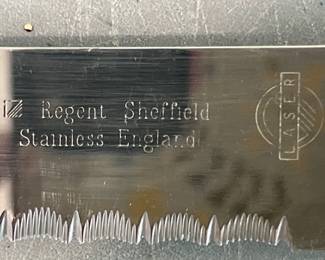 Regent Sheffield
Stainless England
LASER